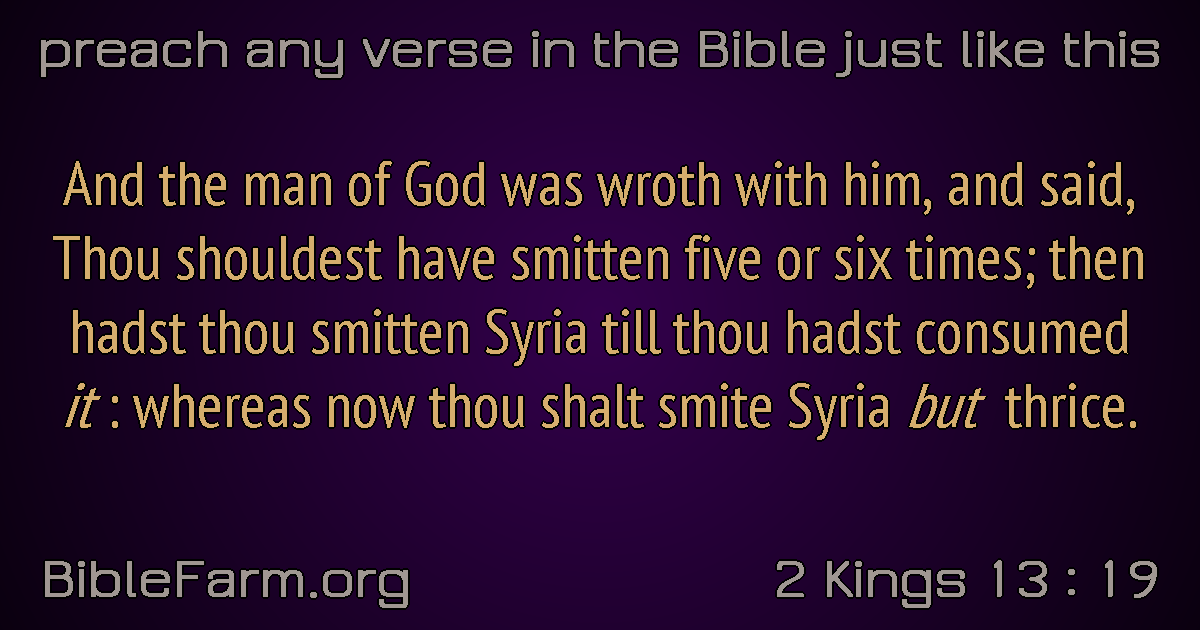 preach any verse in the Bible just like this
And the man of God was wroth with him, and said,
Thou shouldest have smitten five or six times; then
hadst thou smitten Syria till thou hadst consumed
it : whereas now thou shalt smite Syria but thrice.
BibleFarm.org
2 Kings 13 : 19